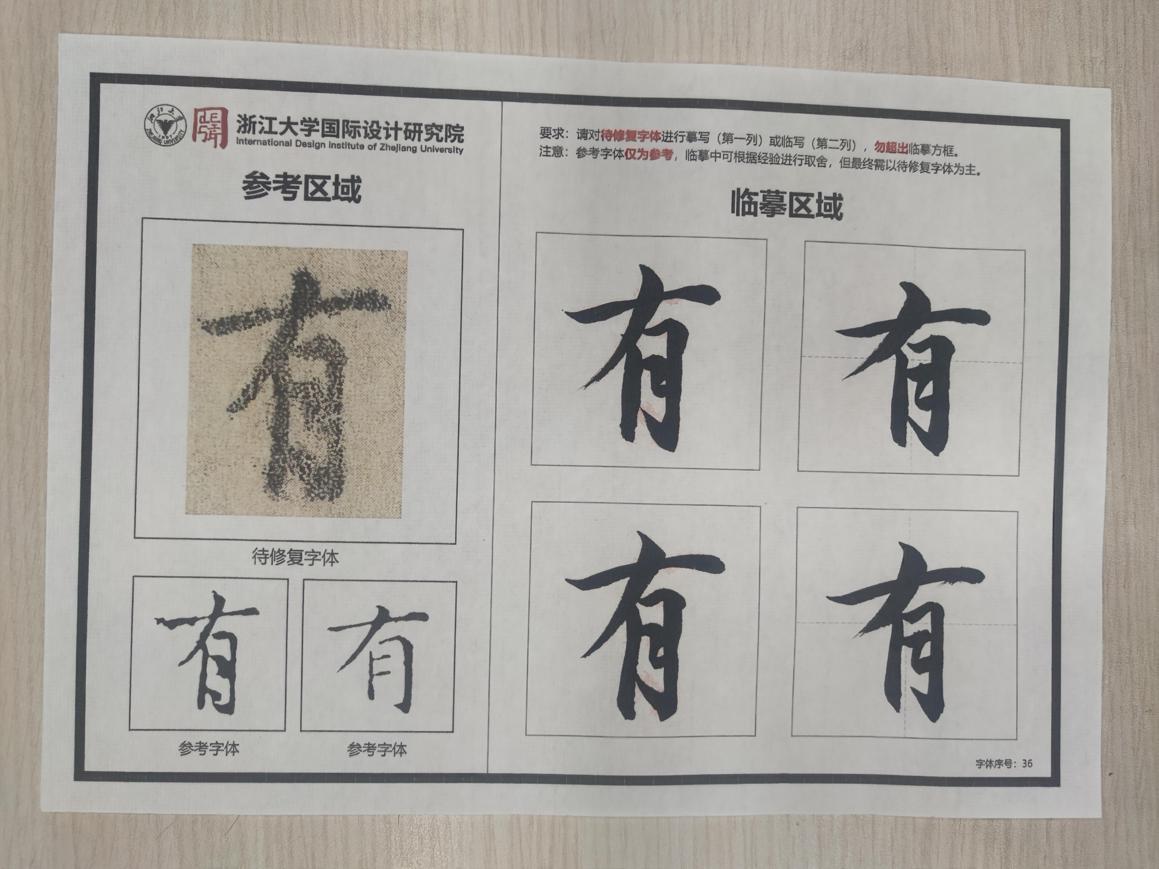 浙江大学国际设计研究院
International Design Institute of Zhejiang University
参考区域
有
待修复字体
有
有
参考字体
参考字体
要求：请对待修复字体进行摹写（第一列）或临写（第二列），勿超出临摹方框。
注意：参考字体仅为参考，临摹中可根据经验进行取舍，但最终需以待修复字体为主。
临摹区域
有
有
有
有
字体序号：36